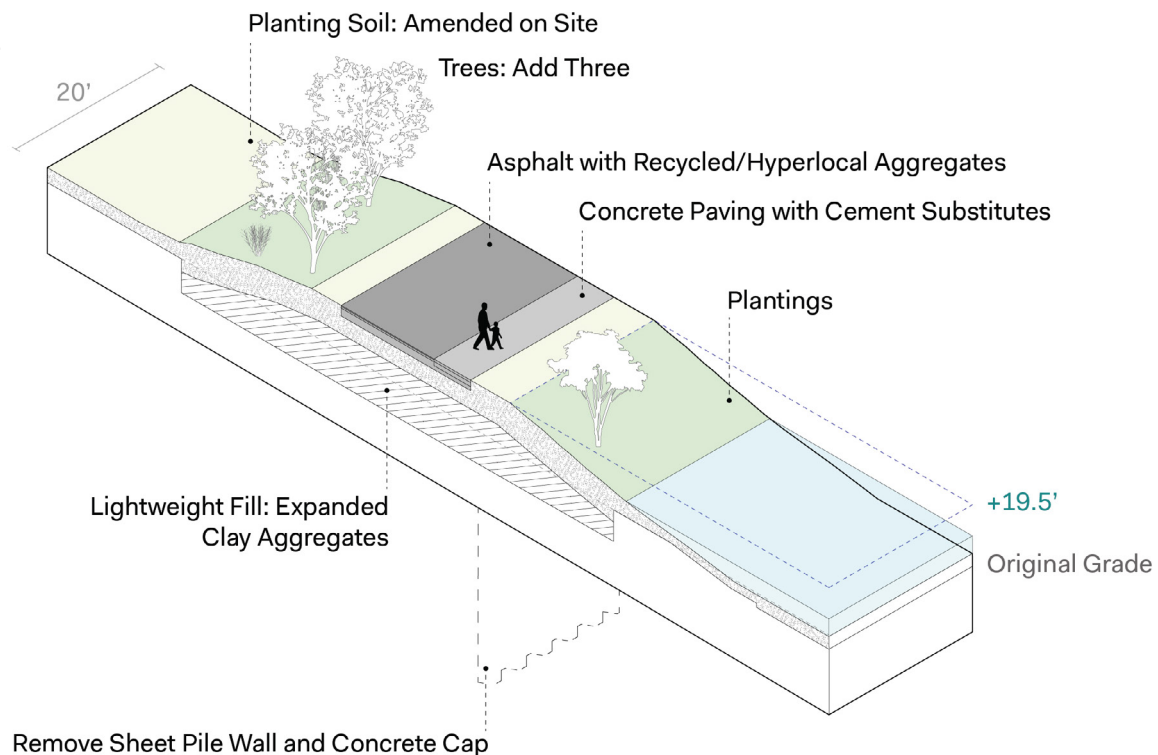 Planting Soil: Amended on Site
Trees: Add Three
20’
Asphalt with Recycled/Hyperlocal Aggregates
Concrete Paving with Cement Substitutes
Plantings
+19.5’
Lightweight Fill: Expanded
Clay Aggregates
Original Grade
Remove Sheet Pile Wall and Concrete Cap